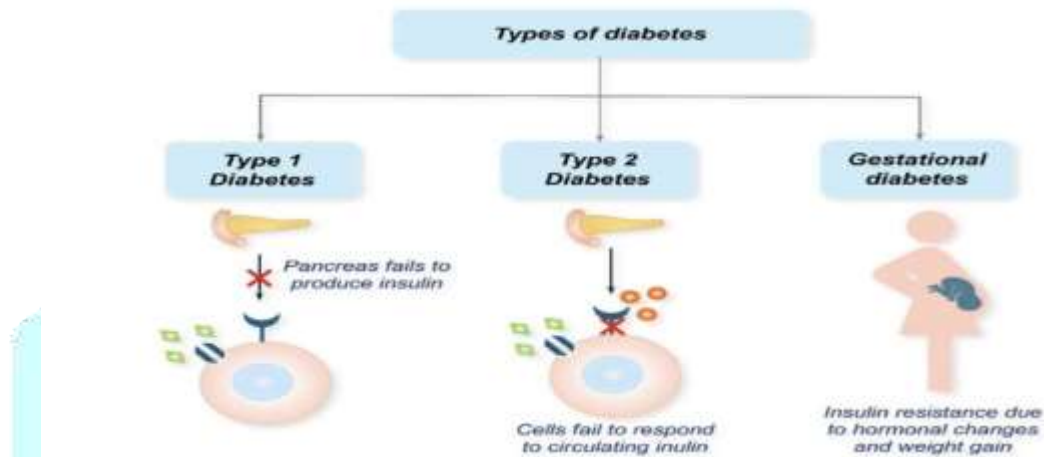 Types of diabetes
Type 1
Diabetes
Pancreas fails to
produce insulin
Type 2
Diabetes
Cells fail to respond
to circulating inulin
Gestational
diabetes
Insulin resistance due
to hormonal changes
and weight gain